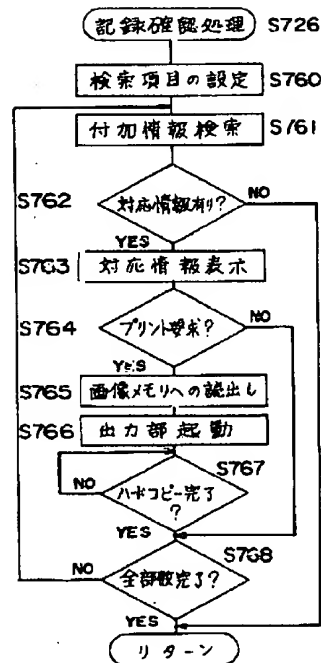 記録確認処理 S726
検索項目の設定 S760
付加情報検索 S761
S762 対応情報有り? NO
YES
S763 対応情報表示
S764 プリント要求? NO
YES
S765 画像メモリへの読出し
S766 出力部起動
S767
NO ハードコピー完了?
YES
S768
NO 全部数完了?
YES
リターン